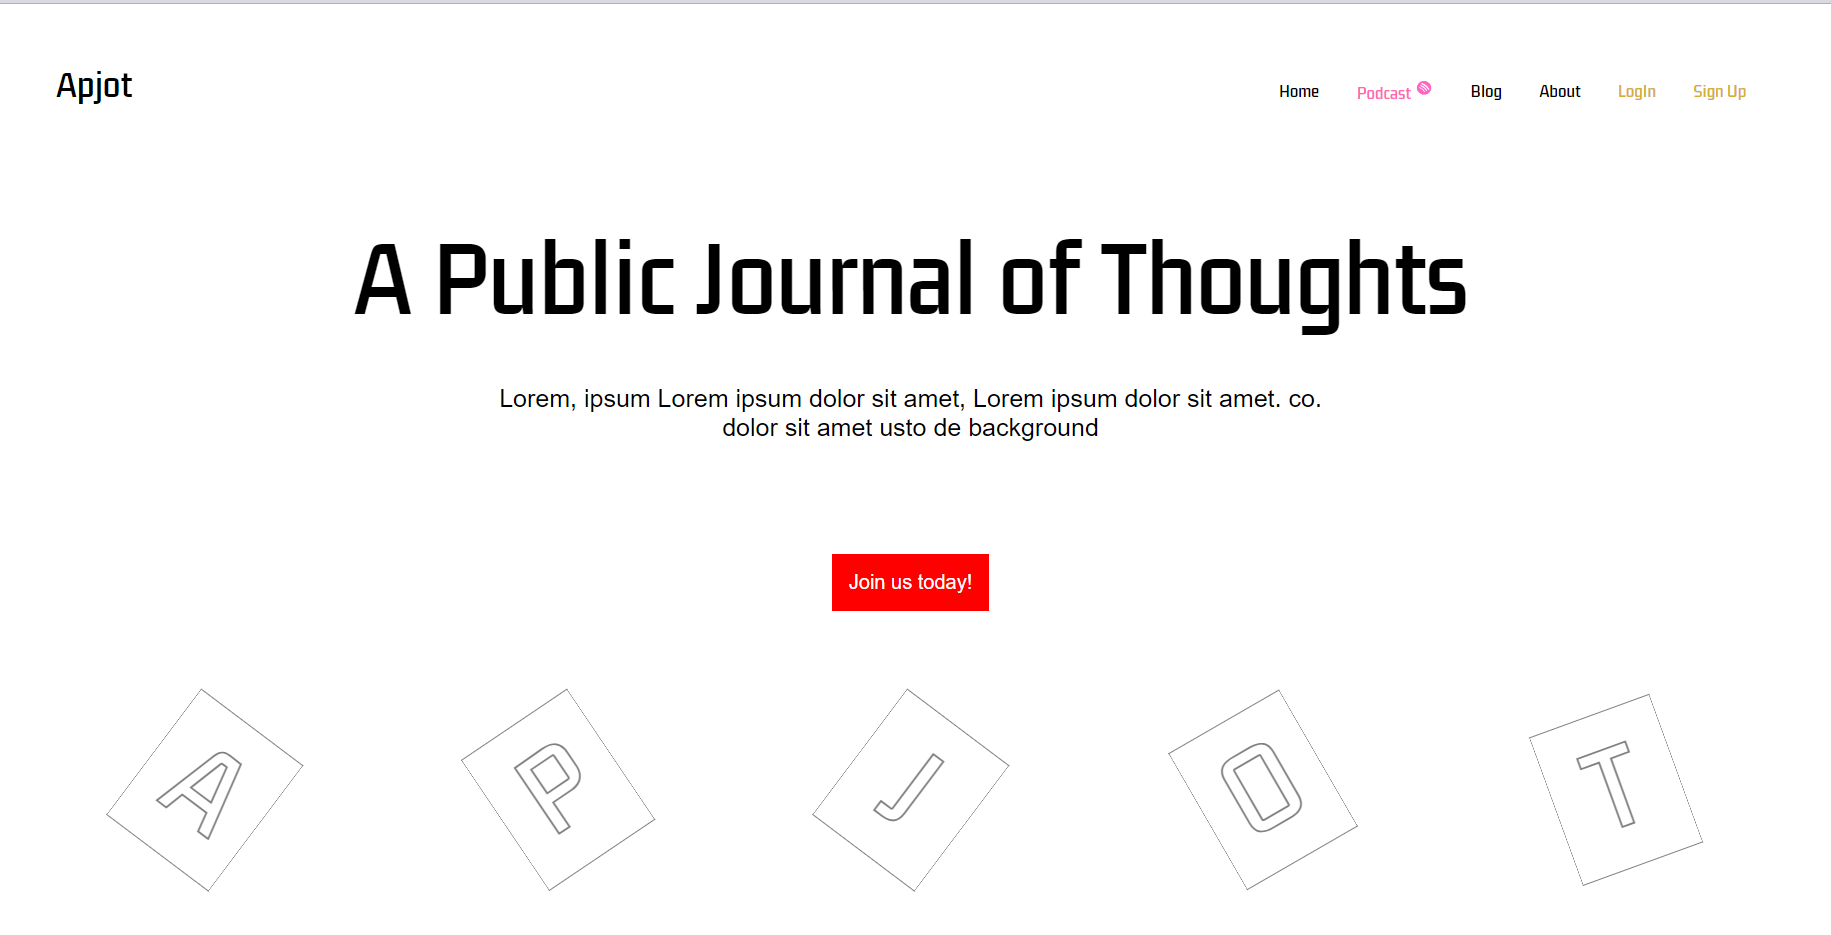 Apjot
Home Podcast Blog About LogIn Sign Up
A Public Journal of Thoughts
Lorem, ipsum Lorem ipsum dolor sit amet, Lorem ipsum dolor sit amet. co.
dolor sit amet usto de background
Join us today!
A P J O T